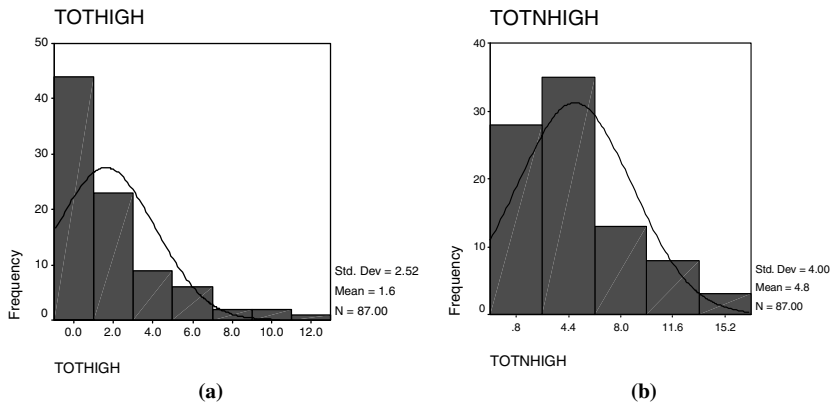 TOTHIGH
50
40
30
20
10
0
Frequency
0.0 2.0 4.0 6.0 8.0 10.0 12.0
TOTHIGH
Std. Dev = 2.52
Mean = 1.6
N = 87.00
(a)
TOTNHIGH
40
30
20
10
0
Frequency
.8 4.4 8.0 11.6 15.2
TOTNHIGH
Std. Dev = 4.00
Mean = 4.8
N = 87.00
(b)